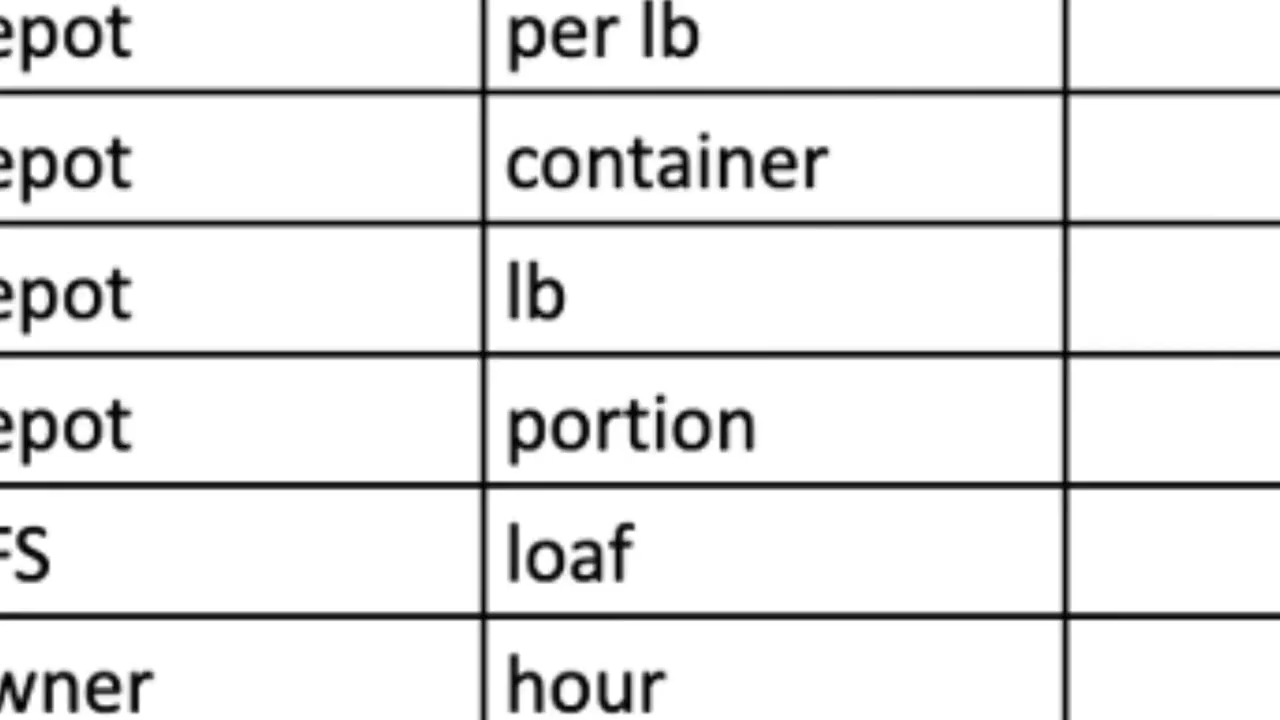 epot per lb
epot container
epot lb
epot portion
FS loaf
wner hour